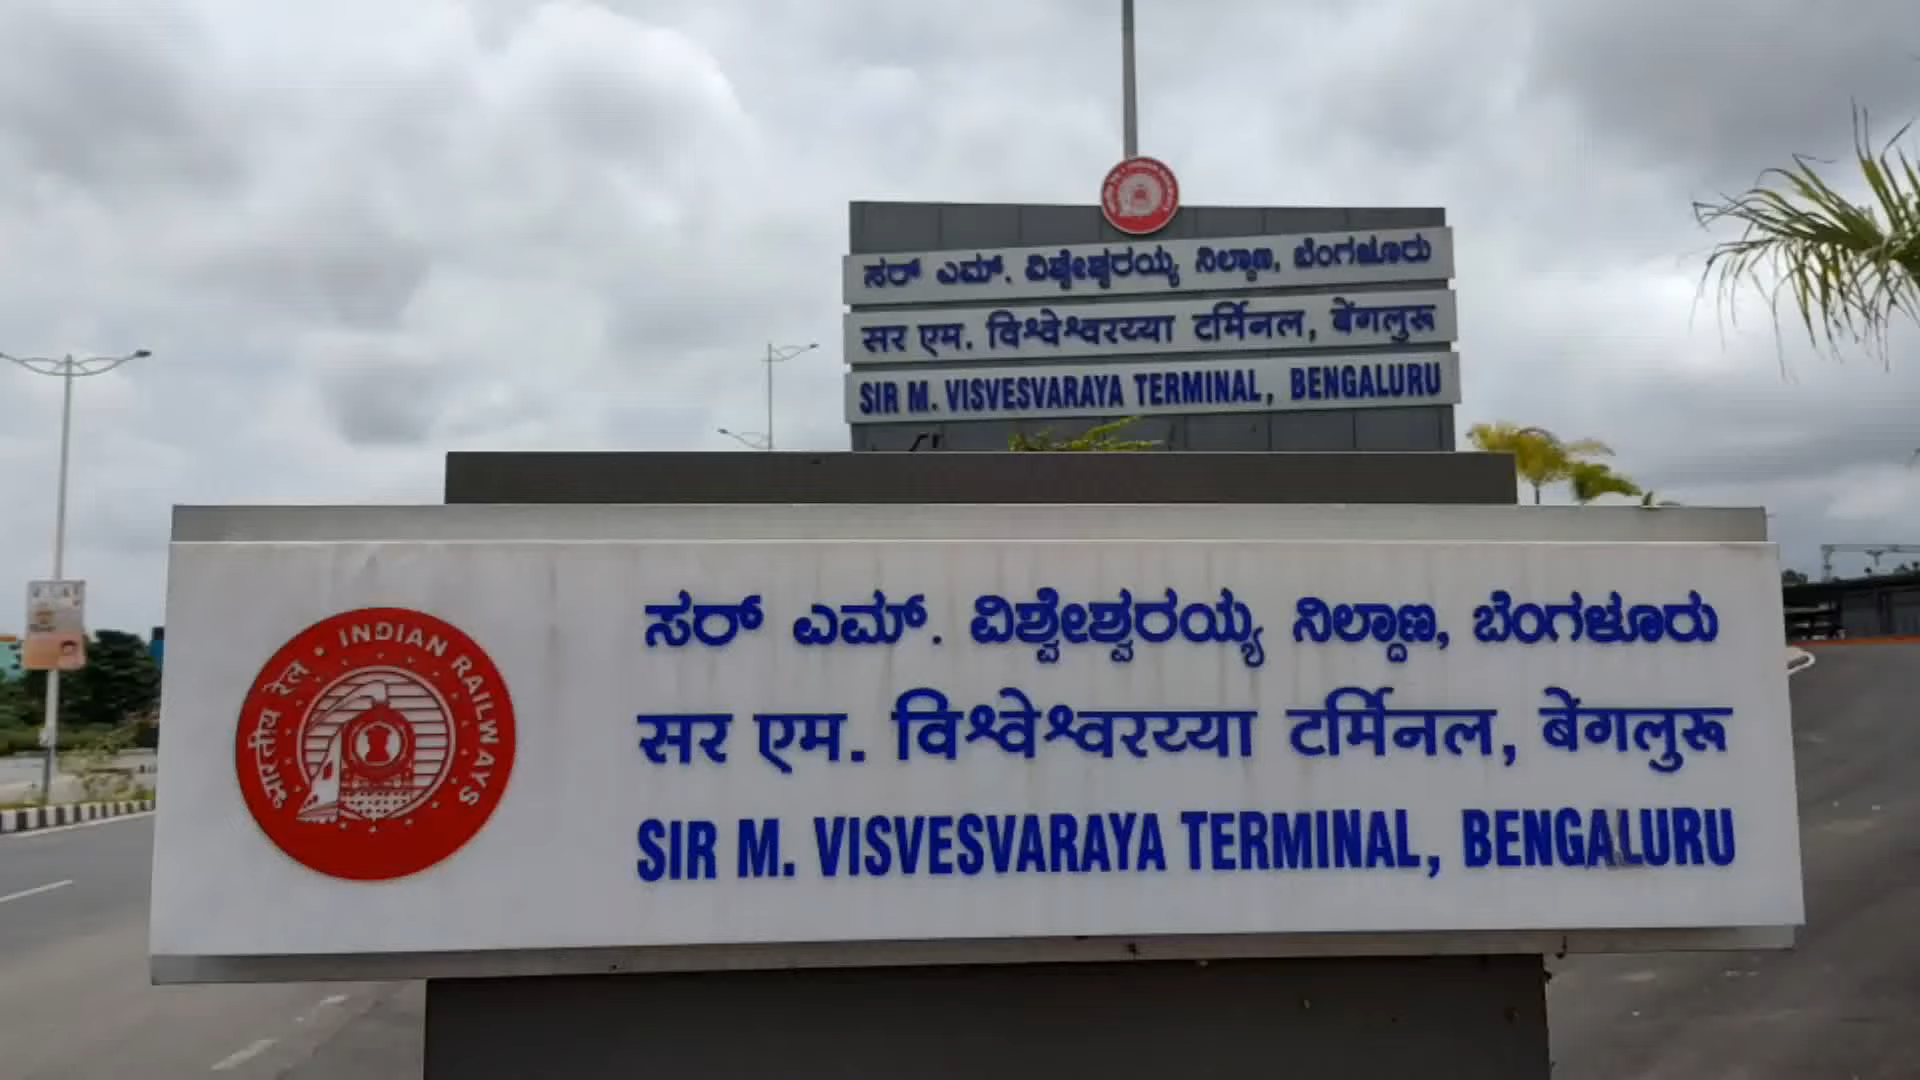 ಸರ್ ಎಮ್. ವಿಶ್ವೇಶ್ವರಯ್ಯ ನಿಲ್ದಾಣ, ಬೆಂಗಳೂರು
सर एम. विश्वेश्वरय्या टर्मिनल, बेंगलुरू
SIR M. VISVESVARAYA TERMINAL, BENGALURU
भारतीय रेल • INDIAN RAILWAYS
ಸರ್ ಎಮ್. ವಿಶ್ವೇಶ್ವರಯ್ಯ ನಿಲ್ದಾಣ, ಬೆಂಗಳೂರು
सर एम. विश्वेश्वरय्या टर्मिनल, बेंगलुरू
SIR M. VISVESVARAYA TERMINAL, BENGALURU